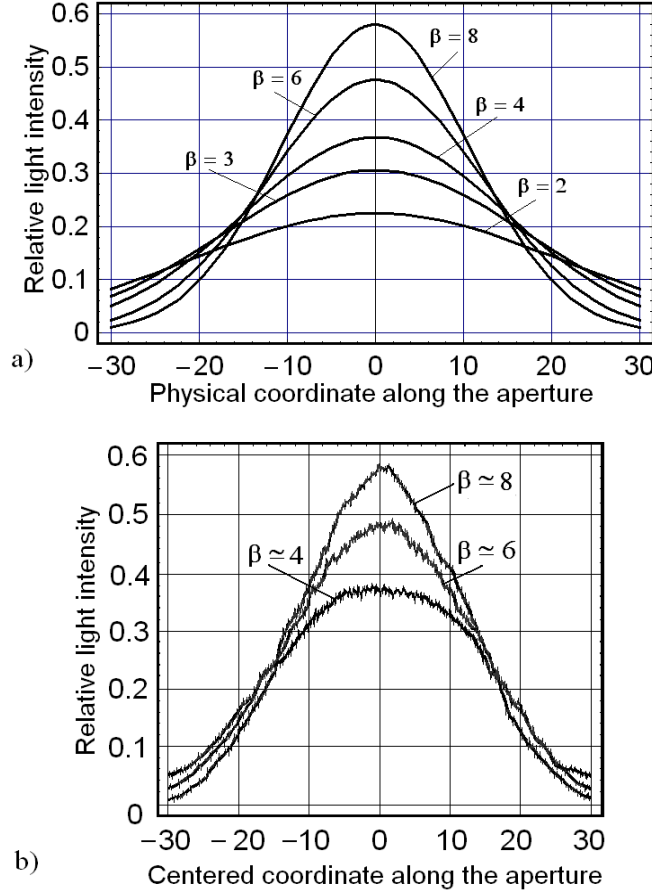 0.6
β = 8
0.5
β = 6
0.4
β = 4
β = 3
0.3
β = 2
0.2
0.1
0
Relative light intensity
a)
−30 −20 −10 0 10 20 30
Physical coordinate along the aperture
0.6
β ≃ 8
0.5
β ≃ 4
β ≃ 6
0.4
0.3
0.2
0.1
0
Relative light intensity
−30 −20 −10 0 10 20 30
b)
Centered coordinate along the aperture